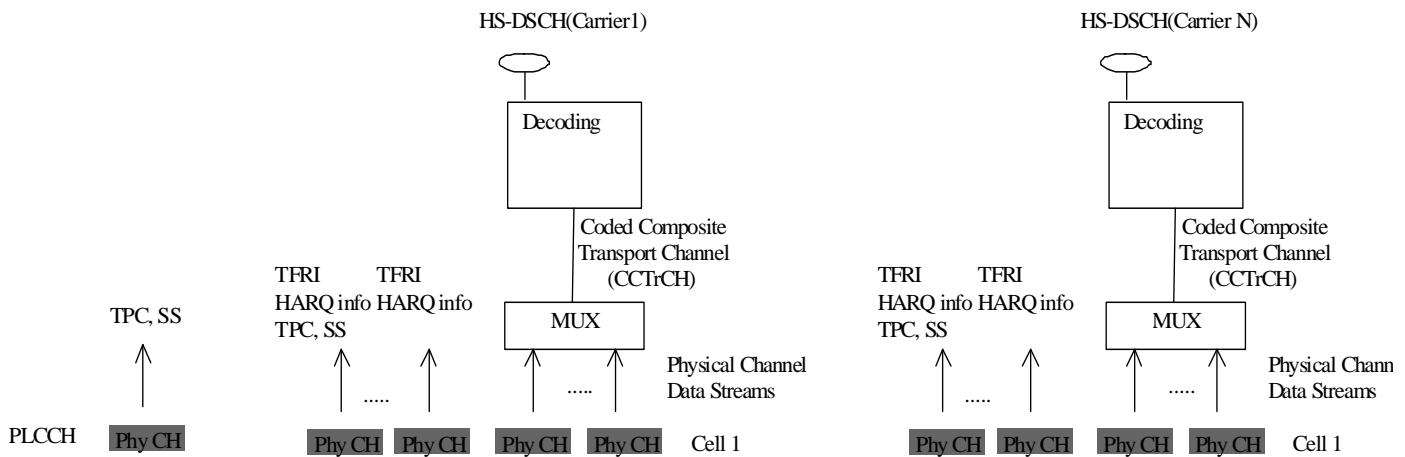 HS-DSCH(Carrier1)
HS-DSCH(Carrier N)
Decoding
Decoding
Coded Composite
Transport Channel
(CCTrCH)
Coded Composite
Transport Channel
(CCTrCH)
TPC, SS
TFRI
HARQ info
TPC, SS
TFRI
HARQ info
MUX
TFRI
HARQ info
TPC, SS
TFRI
HARQ info
MUX
Physical Channel
Data Streams
Physical Chann
Data Streams
.....
.....
.....
.....
PLCCH
Phy CH
Phy CH
Phy CH
Phy CH
Phy CH
Cell 1
Phy CH
Phy CH
Phy CH
Phy CH
Cell 1